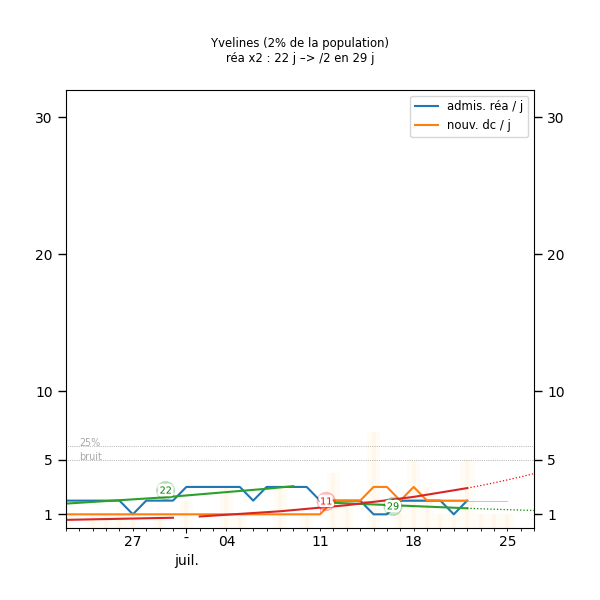 Yvelines (2% de la population)
réa x2 : 22 j –> /2 en 29 j
admis. réa / j
nouv. dc / j
30 30
20 20
10 10
25%
bruit
5 5
22
11
29
1 1
27 - 04 11 18 25
juil.